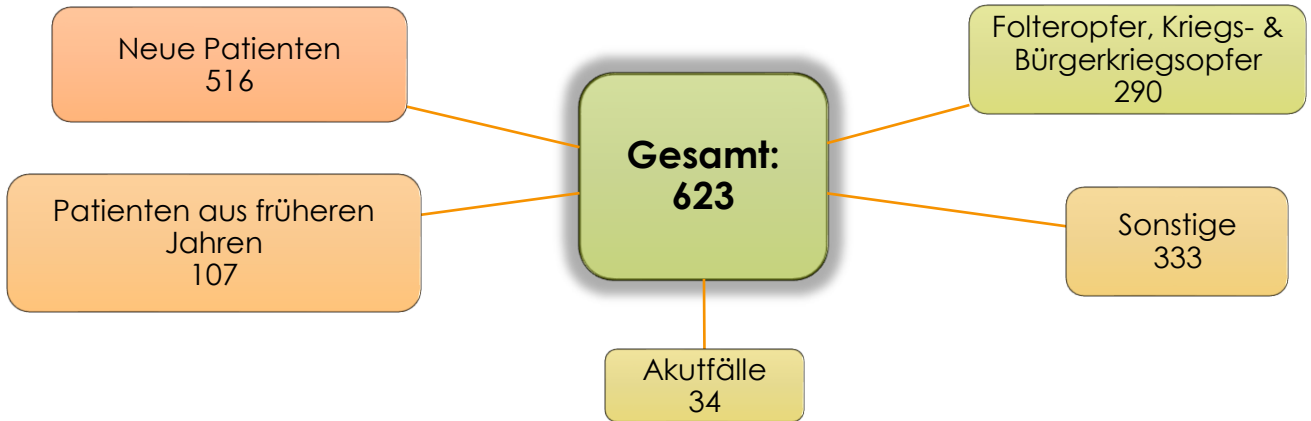 Neue Patienten
516
Patienten aus früheren
Jahren
107
Gesamt:
623
Akutfälle
34
Folteropfer, Kriegs- &
Bürgerkriegsopfer
290
Sonstige
333